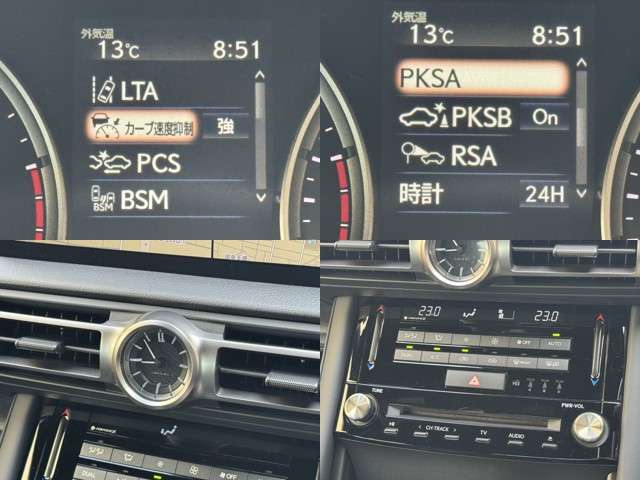 外気温
13℃ 8:51
LTA
カーブ速度抑制 強
PCS
BSM
BSM
外気温
13℃ 8:51
PKSA
PKSB On
RSA
時計 24H
23.0 23.0
OFF AUTO
DUAL
TUNE PWR•VOL
CH•TRACK TV AUDIO
OFF
DUAL